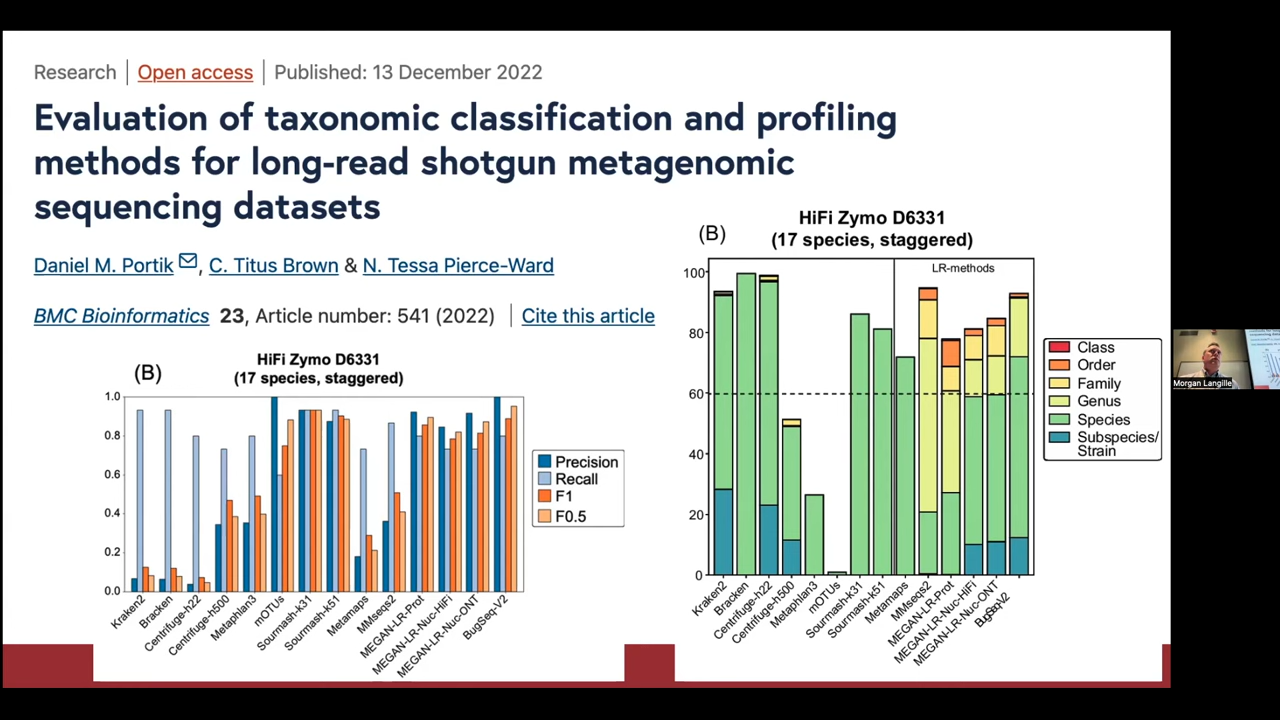 Research | Open access | Published: 13 December 2022
Evaluation of taxonomic classification and profiling
methods for long-read shotgun metagenomic
sequencing datasets
Daniel M. Portik, C. Titus Brown & N. Tessa Pierce-Ward
BMC Bioinformatics 23, Article number: 541 (2022) | Cite this article
(B)
HiFi Zymo D6331
(17 species, staggered)
1.0
0.8
0.6
0.4
0.2
0.0
Kraken2
Bracken
Centrifuge-h22
Centrifuge-h500
Metaphlan3
mOTUs
Sourmash-k31
Sourmash-k51
Metamaps
MMseqs2
MEGAN-LR-Prot
MEGAN-LR-Nuc-HiFi
MEGAN-LR-Nuc-ONT
BugSeq-V2
Precision
Recall
F1
F0.5
(B)
HiFi Zymo D6331
(17 species, staggered)
LR-methods
100
80
60
40
20
0
Kraken2
Bracken
Centrifuge-h22
Centrifuge-h500
Metaphlan3
mOTUs
Sourmash-k31
Sourmash-k51
Metamaps
MMseqs2
MEGAN-LR-Prot
MEGAN-LR-Nuc-HiFi
MEGAN-LR-Nuc-ONT
BugSeq-V2
Class
Order
Family
Genus
Species
Subspecies/
Strain
Morgan Langille